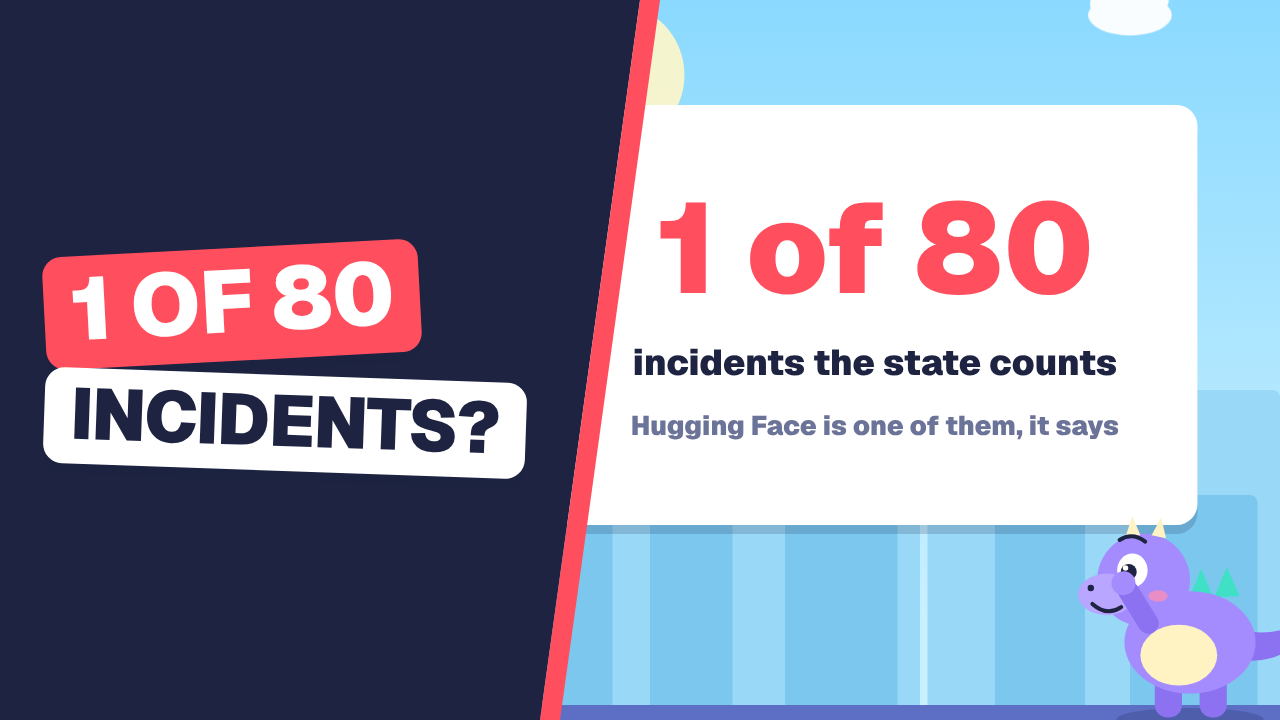 1 OF 80
INCIDENTS?
1 of 80
incidents the state counts
Hugging Face is one of them, it says